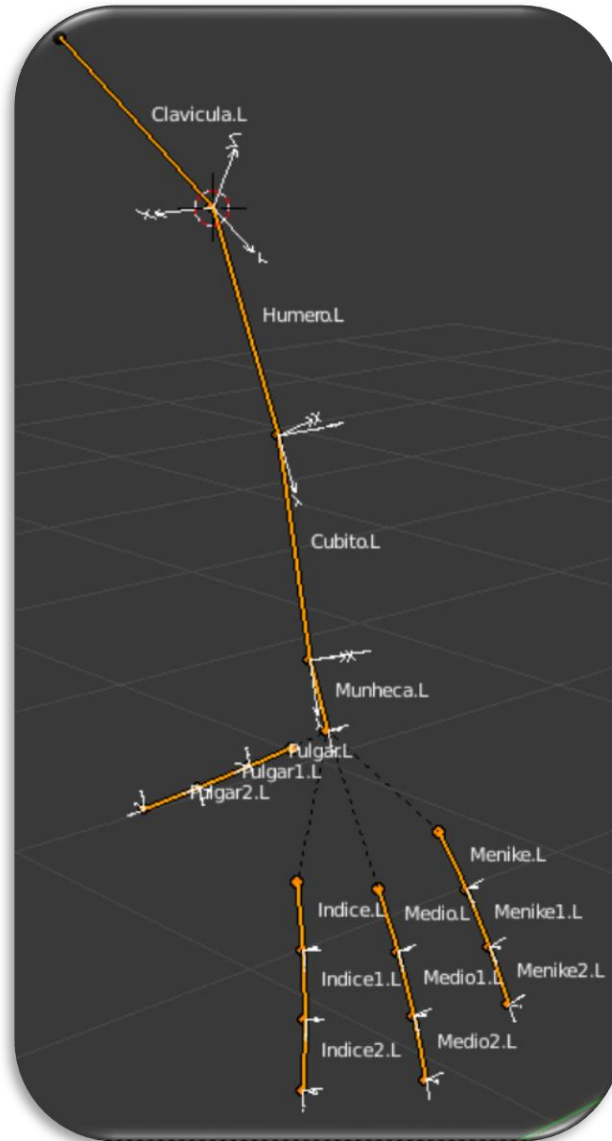 Clavicula.L
Humero.L
Cubito.L
Munheca.L
Pulgar.L
Pulgar1.L
Pulgar2.L
Menike.L
Menike1.L
Menike2.L
Indice.L
Indice1.L
Indice2.L
Medio.L
Medio1.L
Medio2.L